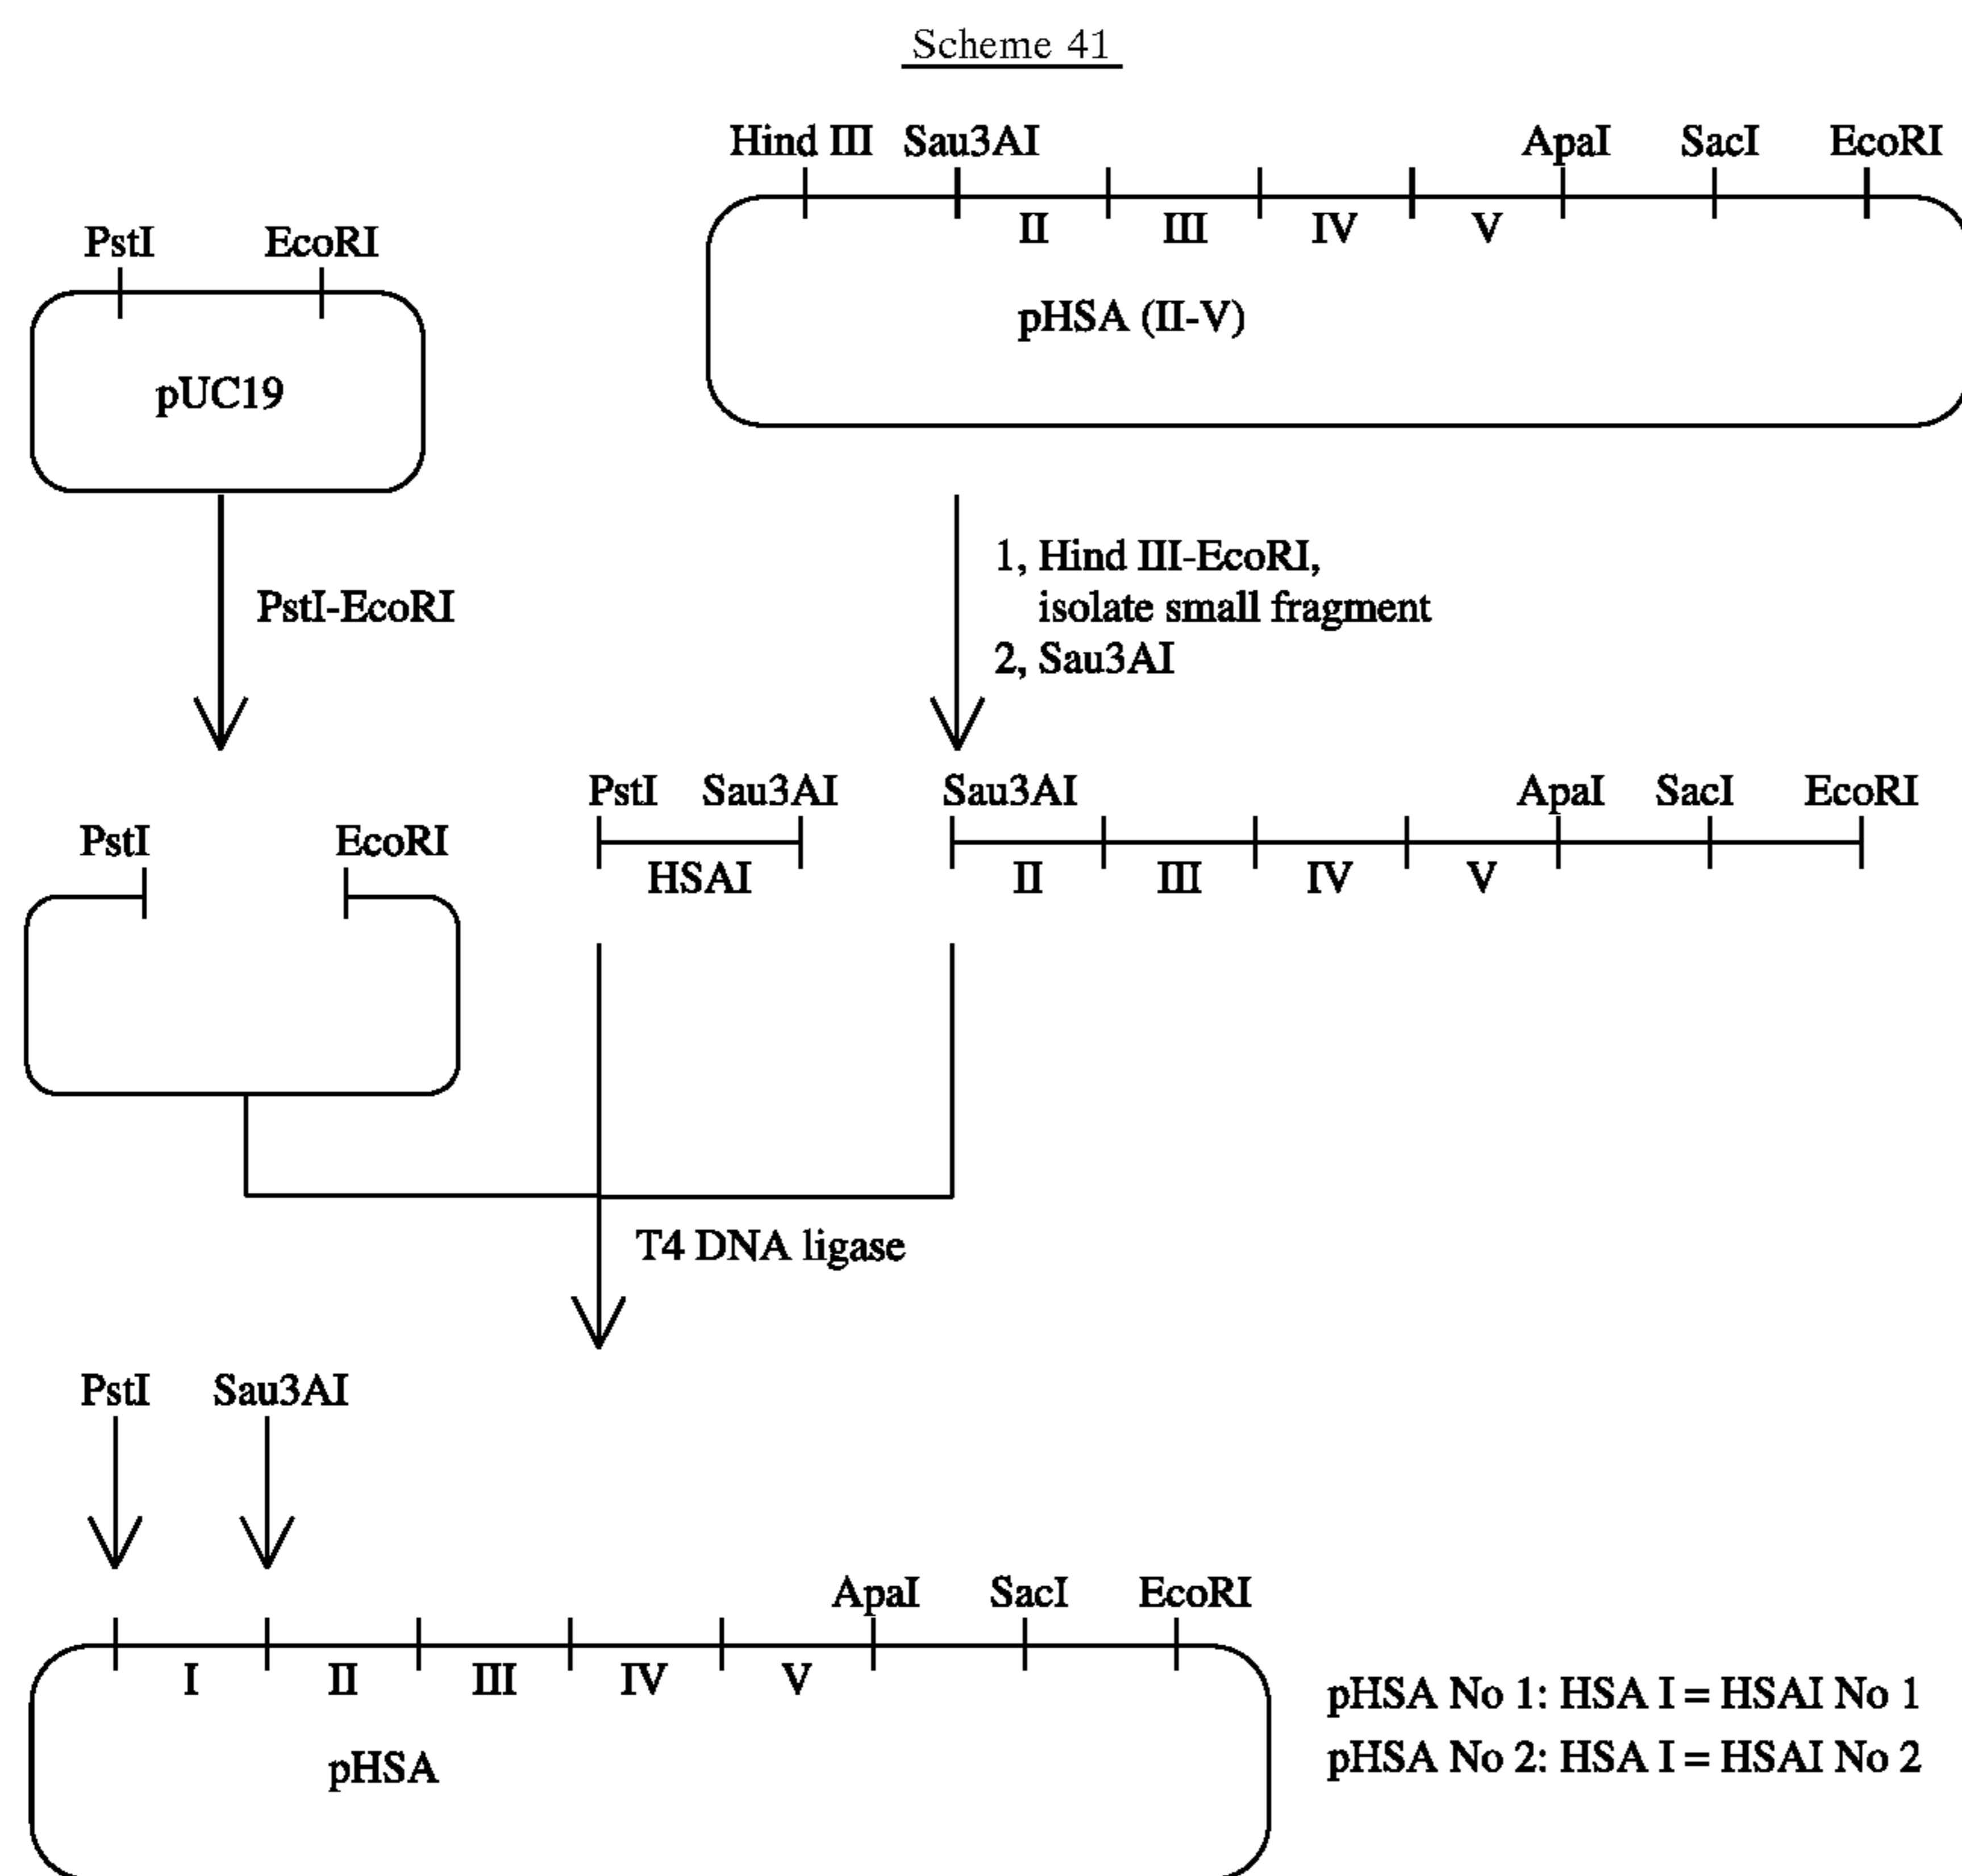 Scheme 41
Hind III Sau3AI ApaI SacI EcoRI
II III IV V
pHSA (II-V)
PstI EcoRI
pUC19
PstI-EcoRI
1, Hind III-EcoRI,
isolate small fragment
2, Sau3AI
PstI EcoRI
PstI Sau3AI
HSAI
Sau3AI ApaI SacI EcoRI
II III IV V
T4 DNA ligase
PstI Sau3AI
ApaI SacI EcoRI
I II III IV V
pHSA
pHSA No 1: HSA I = HSAI No 1
pHSA No 2: HSA I = HSAI No 2